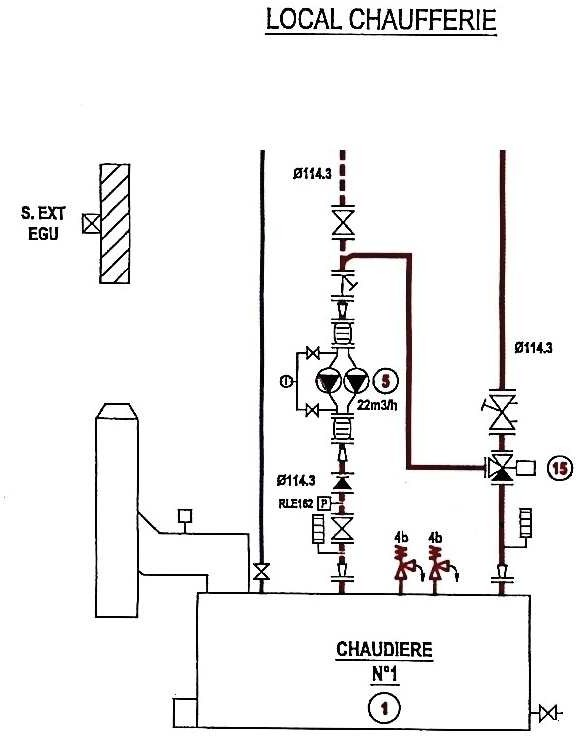 LOCAL CHAUFFERIE
Ø114.3
S. EXT
EGU
Ø114.3
5
22m3/h
Ø114.3
15
RLE162
P
4b
4b
CHAUDIERE
N°1
1